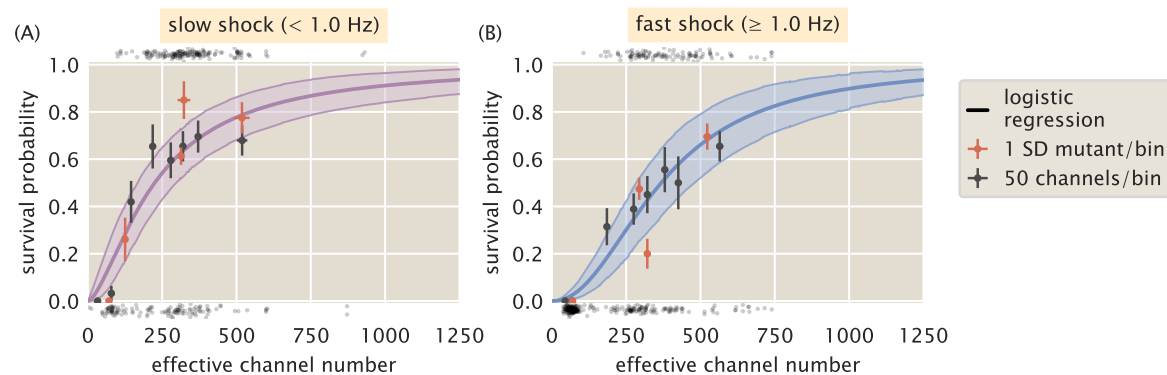 slow shock (< 1.0 Hz)
fast shock (≥ 1.0 Hz)
(A)
(B)
1.0
0.8
0.6
0.4
0.2
0.0
survival probability
0
250
500
750
1000
1250
effective channel number
1.0
0.8
0.6
0.4
0.2
0.0
survival probability
0
250
500
750
1000
1250
effective channel number
logistic
regression
1 SD mutant/bin
50 channels/bin